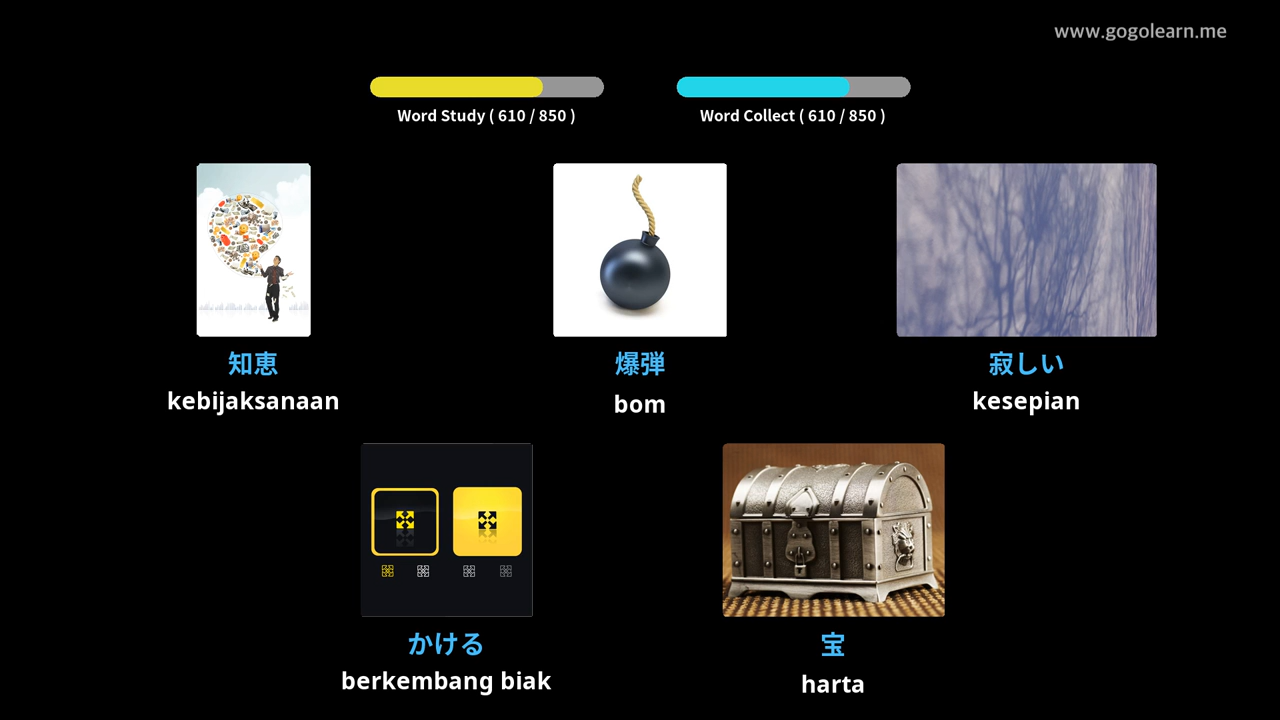 www.gogolearn.me
Word Study ( 610 / 850 )
Word Collect ( 610 / 850 )
知恵
kebijaksanaan
爆弾
bom
寂しい
kesepian
かける
berkembang biak
宝
harta